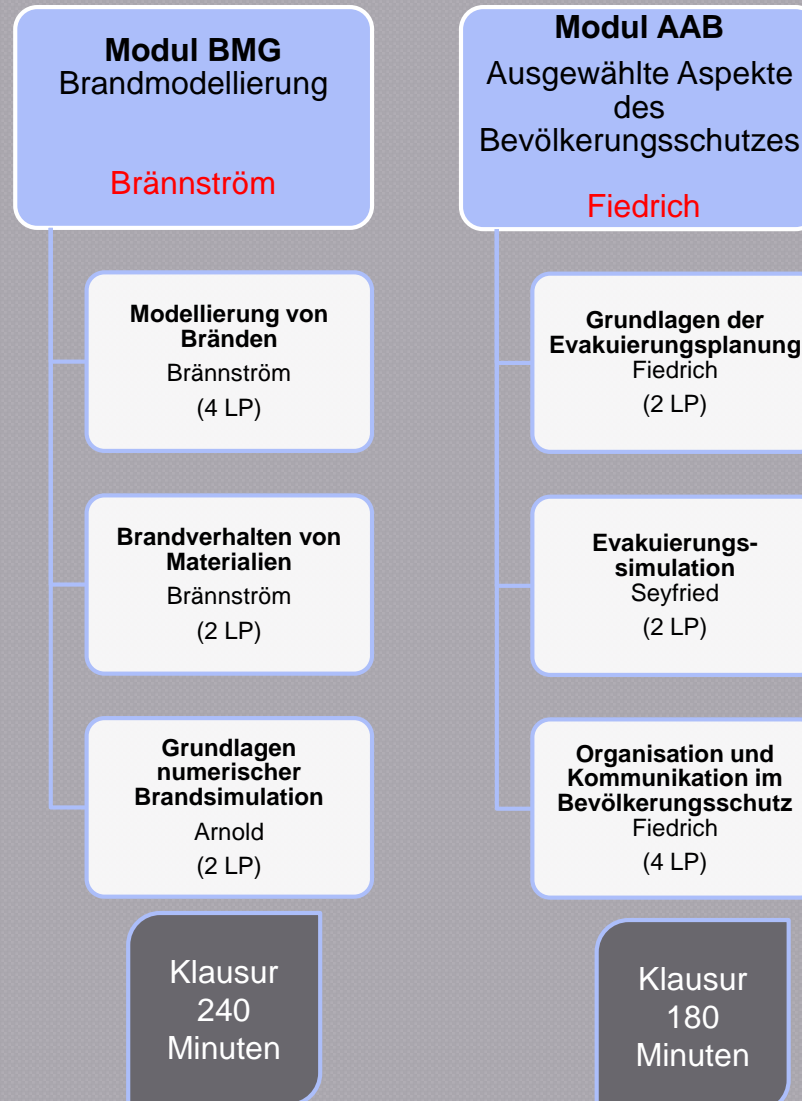 Modul BMG
Brandmodellierung
Brännström
Modellierung von
Bränden
Brännström
(4 LP)
Brandverhalten von
Materialien
Brännström
(2 LP)
Grundlagen
numerischer
Brandsimulation
Arnold
(2 LP)
Klausur
240
Minuten
Modul AAB
Ausgewählte Aspekte
des
Bevölkerungsschutzes
Fiedrich
Grundlagen der
Evakuierungsplanung
Fiedrich
(2 LP)
Evakuierungs-
simulation
Seyfried
(2 LP)
Organisation und
Kommunikation im
Bevölkerungsschutz
Fiedrich
(4 LP)
Klausur
180
Minuten